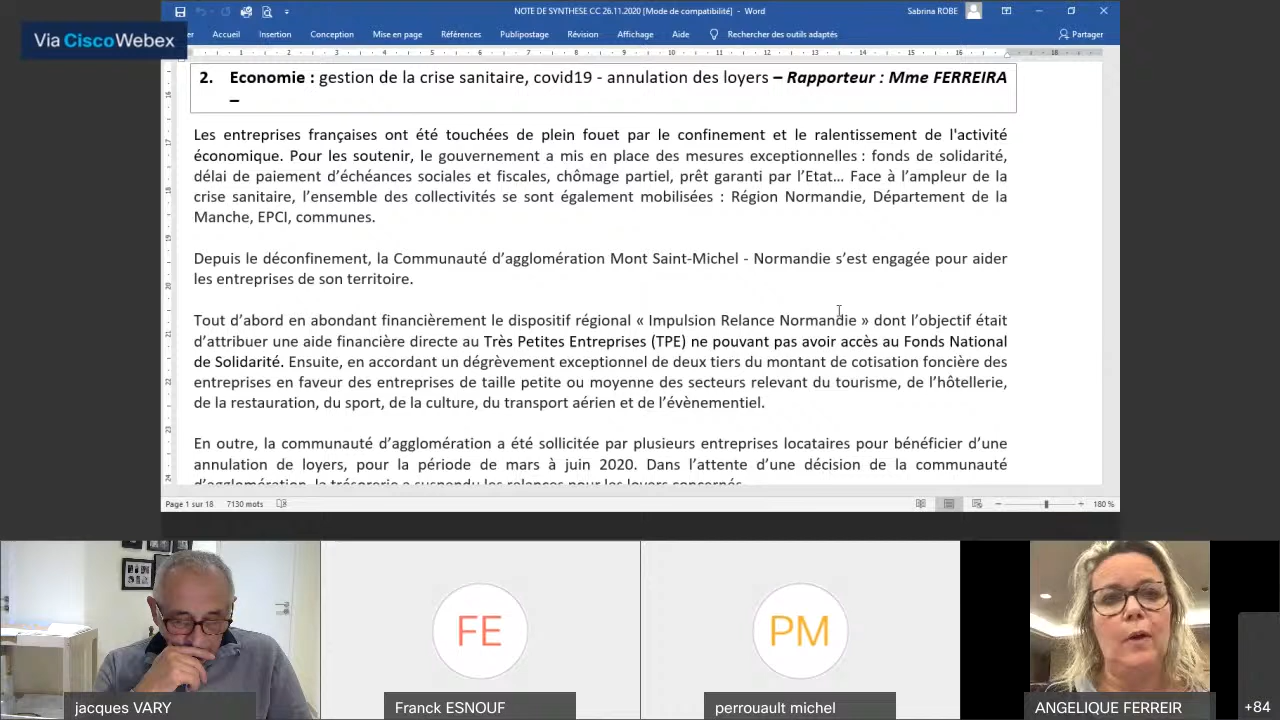 NOTE DE SYNTHESE CC 26.11.2020 [Mode de compatibilité] - Word
Sabrina ROBE
Via CiscoWebex
Accueil Insertion Conception Mise en page Références Publipostage Révision Affichage Aide Rechercher des outils adaptés Partager
2. Economie : gestion de la crise sanitaire, covid19 - annulation des loyers – Rapporteur : Mme FERREIRA
–
Les entreprises françaises ont été touchées de plein fouet par le confinement et le ralentissement de l'activité
économique. Pour les soutenir, le gouvernement a mis en place des mesures exceptionnelles : fonds de solidarité,
délai de paiement d’échéances sociales et fiscales, chômage partiel, prêt garanti par l’Etat… Face à l’ampleur de la
crise sanitaire, l’ensemble des collectivités se sont également mobilisées : Région Normandie, Département de la
Manche, EPCI, communes.
Depuis le déconfinement, la Communauté d’agglomération Mont Saint-Michel - Normandie s’est engagée pour aider
les entreprises de son territoire.
Tout d’abord en abondant financièrement le dispositif régional « Impulsion Relance Normandie » dont l’objectif était
d’attribuer une aide financière directe au Très Petites Entreprises (TPE) ne pouvant pas avoir accès au Fonds National
de Solidarité. Ensuite, en accordant un dégrèvement exceptionnel de deux tiers du montant de cotisation foncière des
entreprises en faveur des entreprises de taille petite ou moyenne des secteurs relevant du tourisme, de l’hôtellerie,
de la restauration, du sport, de la culture, du transport aérien et de l’évènementiel.
En outre, la communauté d’agglomération a été sollicitée par plusieurs entreprises locataires pour bénéficier d’une
annulation de loyers, pour la période de mars à juin 2020. Dans l’attente d’une décision de la communauté
d’agglomération, la trésorerie a suspendu les relances pour les loyers concernés.
Page 1 sur 18 7130 mots 180 %
FE
PM
jacques VARY
Franck ESNOUF
perrouault michel
ANGELIQUE FERREIR
+84